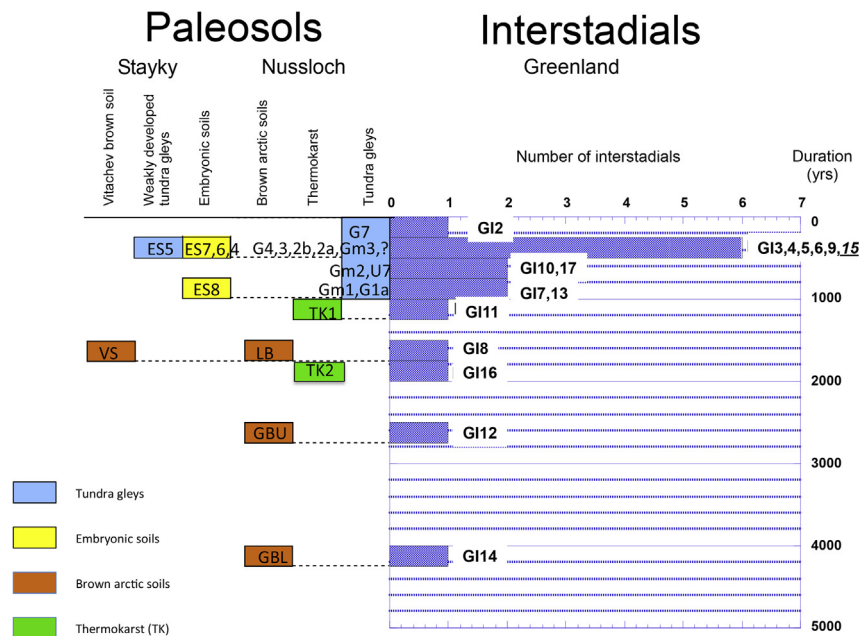 Paleosols
Interstadials
Stayky
Nussloch
Greenland
Vitachev brown soil
Weakly developed
tundra gleys
Embryonic soils
Brown arctic soils
Thermokarst
Tundra gleys
Number of interstadials
Duration
(yrs)
0 1 2 3 4 5 6 7
0
G7
GI2
ES5
ES7,6,4
G4,3,2b,2a,Gm3,?
GI3,4,5,6,9,15
Gm2,U7
GI10,17
ES8
Gm1,G1a
GI7,13
1000
TK1
GI11
VS
LB
GI8
TK2
GI16
2000
GBU
GI12
3000
Tundra gleys
Embryonic soils
4000
GBL
GI14
Brown arctic soils
Thermokarst (TK)
5000